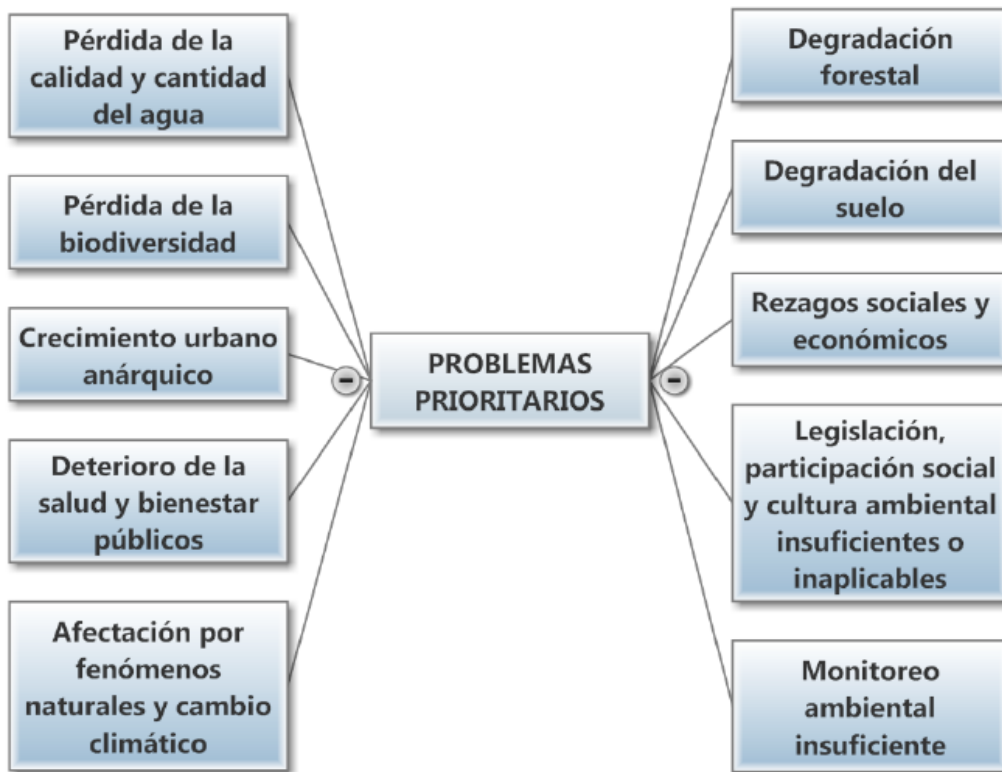 Pérdida de la
calidad y cantidad
del agua
Pérdida de la
biodiversidad
Crecimiento urbano
anárquico
Deterioro de la
salud y bienestar
públicos
Afectación por
fenómenos
naturales y cambio
climático
PROBLEMAS
PRIORITARIOS
Degradación
forestal
Degradación del
suelo
Rezagos sociales y
económicos
Legislación,
participación social
y cultura ambiental
insuficientes o
inaplicables
Monitoreo
ambiental
insuficiente